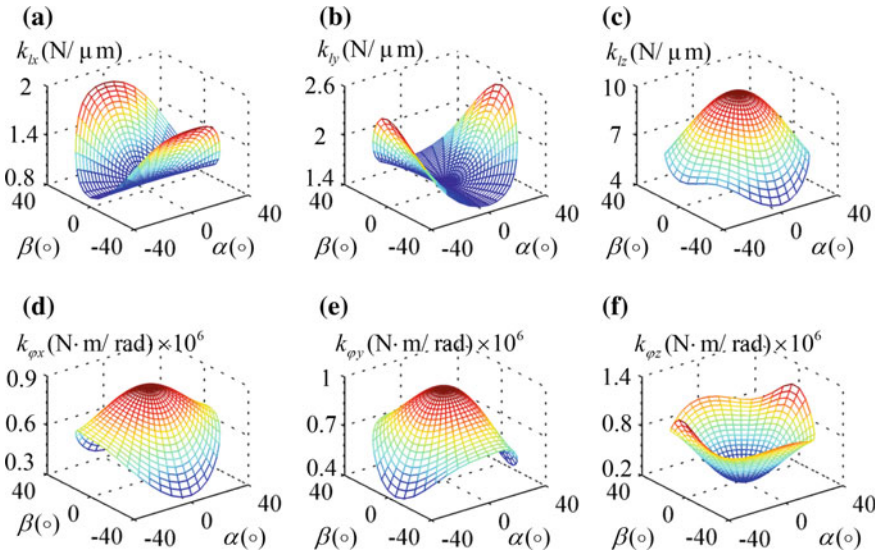 (a) (b) (c)
k_lx (N/ μm) k_ly (N/ μm) k_lz (N/ μm)
2 2.6 10
1.4 2 7
0.8 1.4 4
40 40 40
0 0 0
β(○) -40 -40 0 40 α(○) β(○) -40 -40 0 40 α(○) β(○) -40 -40 0 40 α(○)
(d) (e) (f)
k_φx (N· m/ rad) ×10^6 k_φy (N· m/ rad) ×10^6 k_φz (N· m/ rad) ×10^6
0.9 1 1.4
0.6 0.7 0.8
0.3 0.4 0.2
40 40 40
0 0 0
β(○) -40 -40 0 40 α(○) β(○) -40 -40 0 40 α(○) β(○) -40 -40 0 40 α(○)